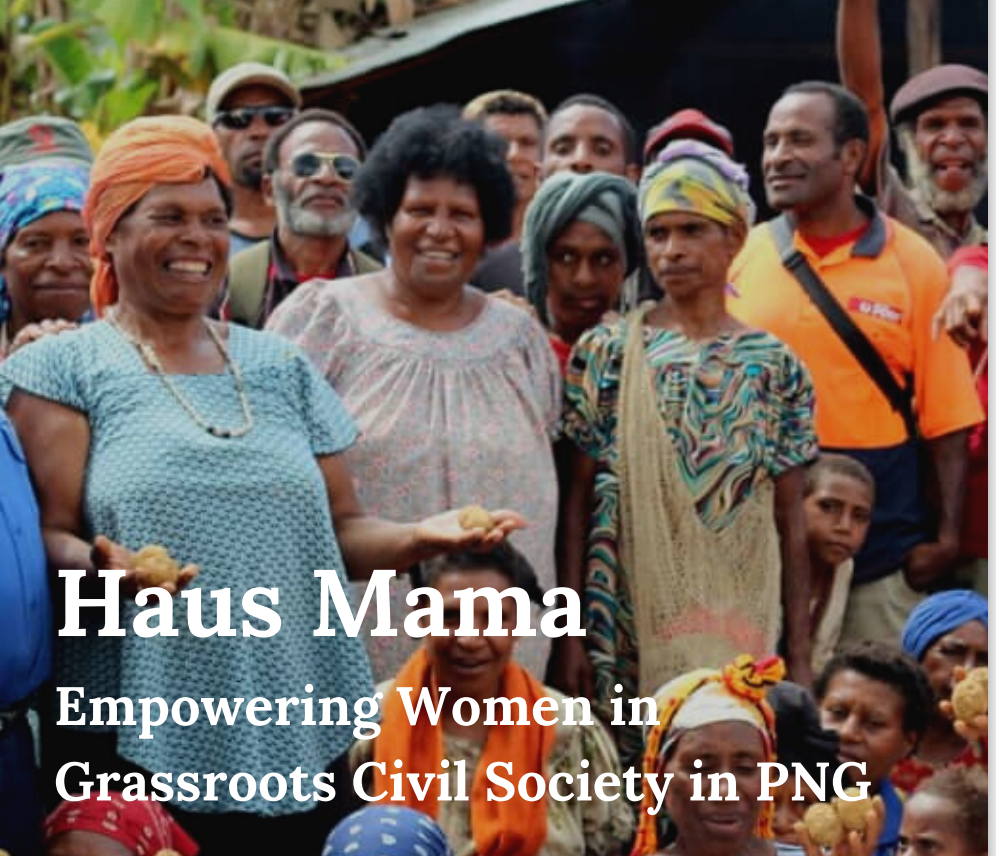 Haus Mama
Empowering Women in
Grassroots Civil Society in PNG